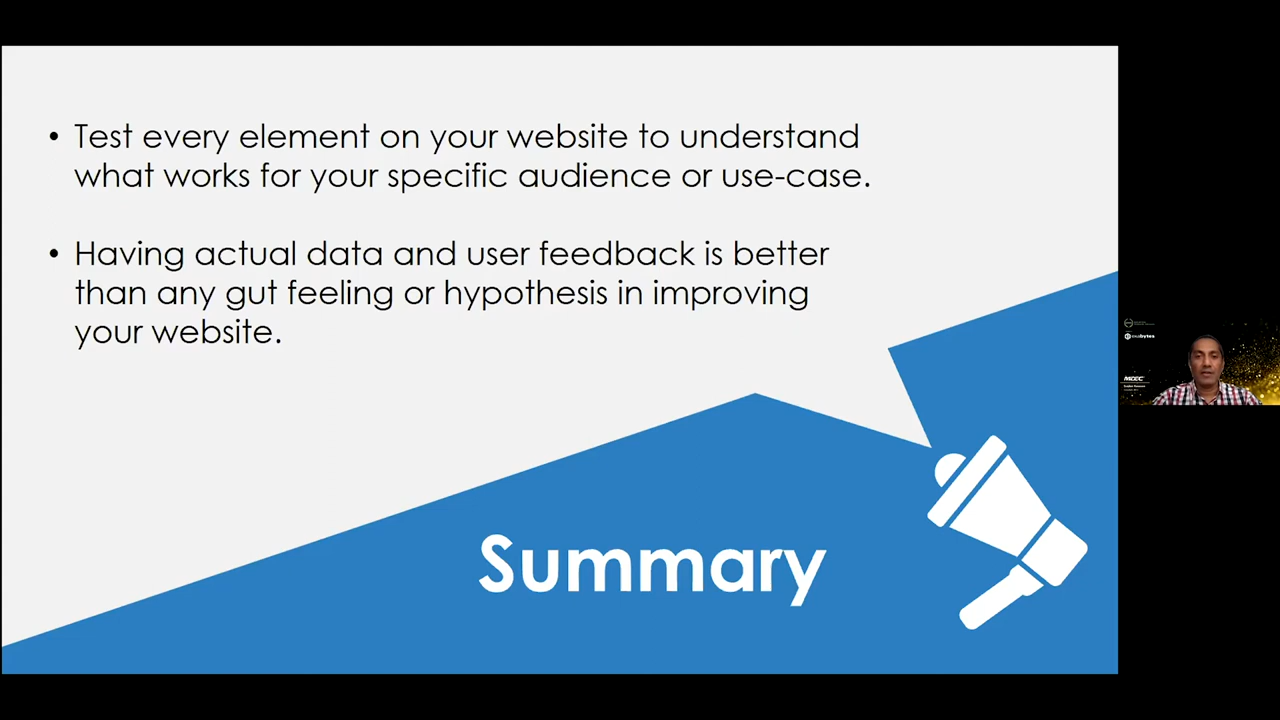 • Test every element on your website to understand
what works for your specific audience or use-case.
• Having actual data and user feedback is better
than any gut feeling or hypothesis in improving
your website.
Summary
exabytes